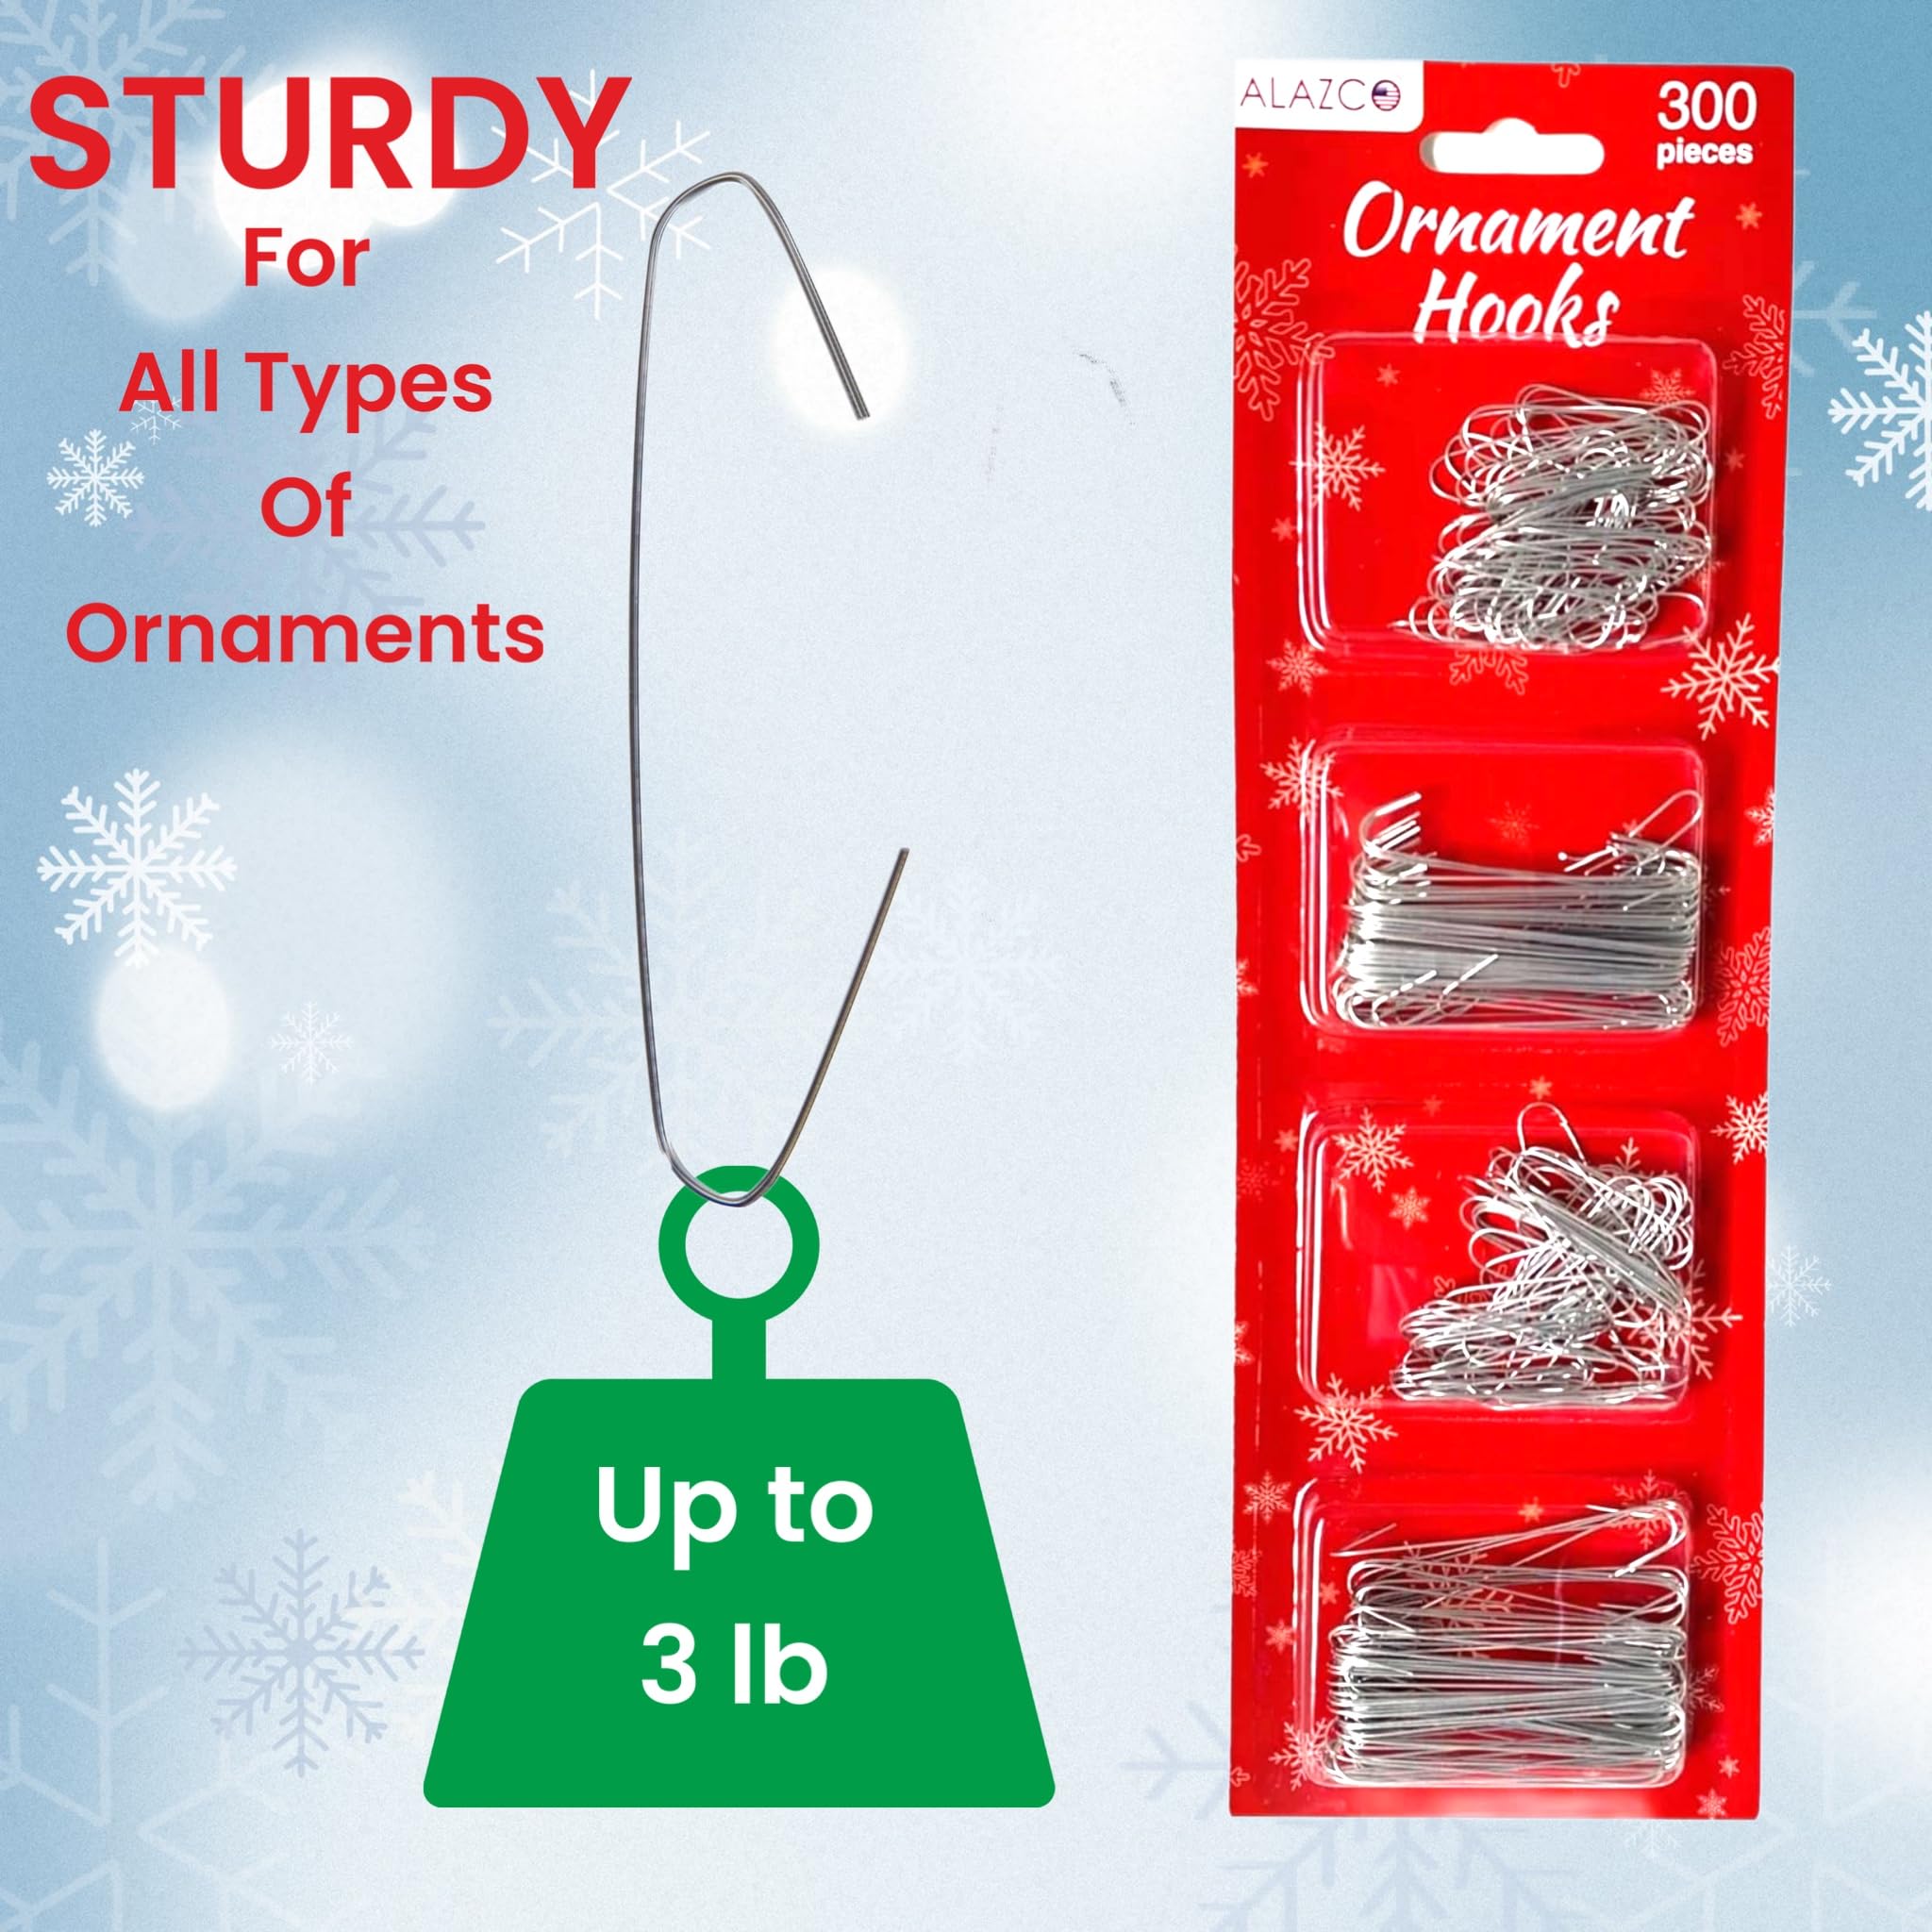 STURDY
For
All Types
Of
Ornaments
Up to
3 lb
ALAZCO
300
pieces
Ornament
Hooks